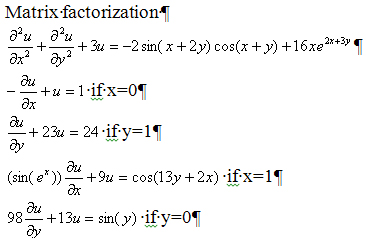 Matrix·factorization¶
∂²u/∂x² + ∂²u/∂y² + 3u = −2 sin( x + 2y) cos(x + y) + 16xe^{2x+3y} ¶
−∂u/∂x + u = 1·if·x=0¶
∂u/∂y + 23u = 24·if·y=1¶
(sin( eˣ)) ∂u/∂x + 9u = cos(13y + 2x) ·if·x=1¶
98 ∂u/∂y + 13u = sin( y) ·if·y=0¶